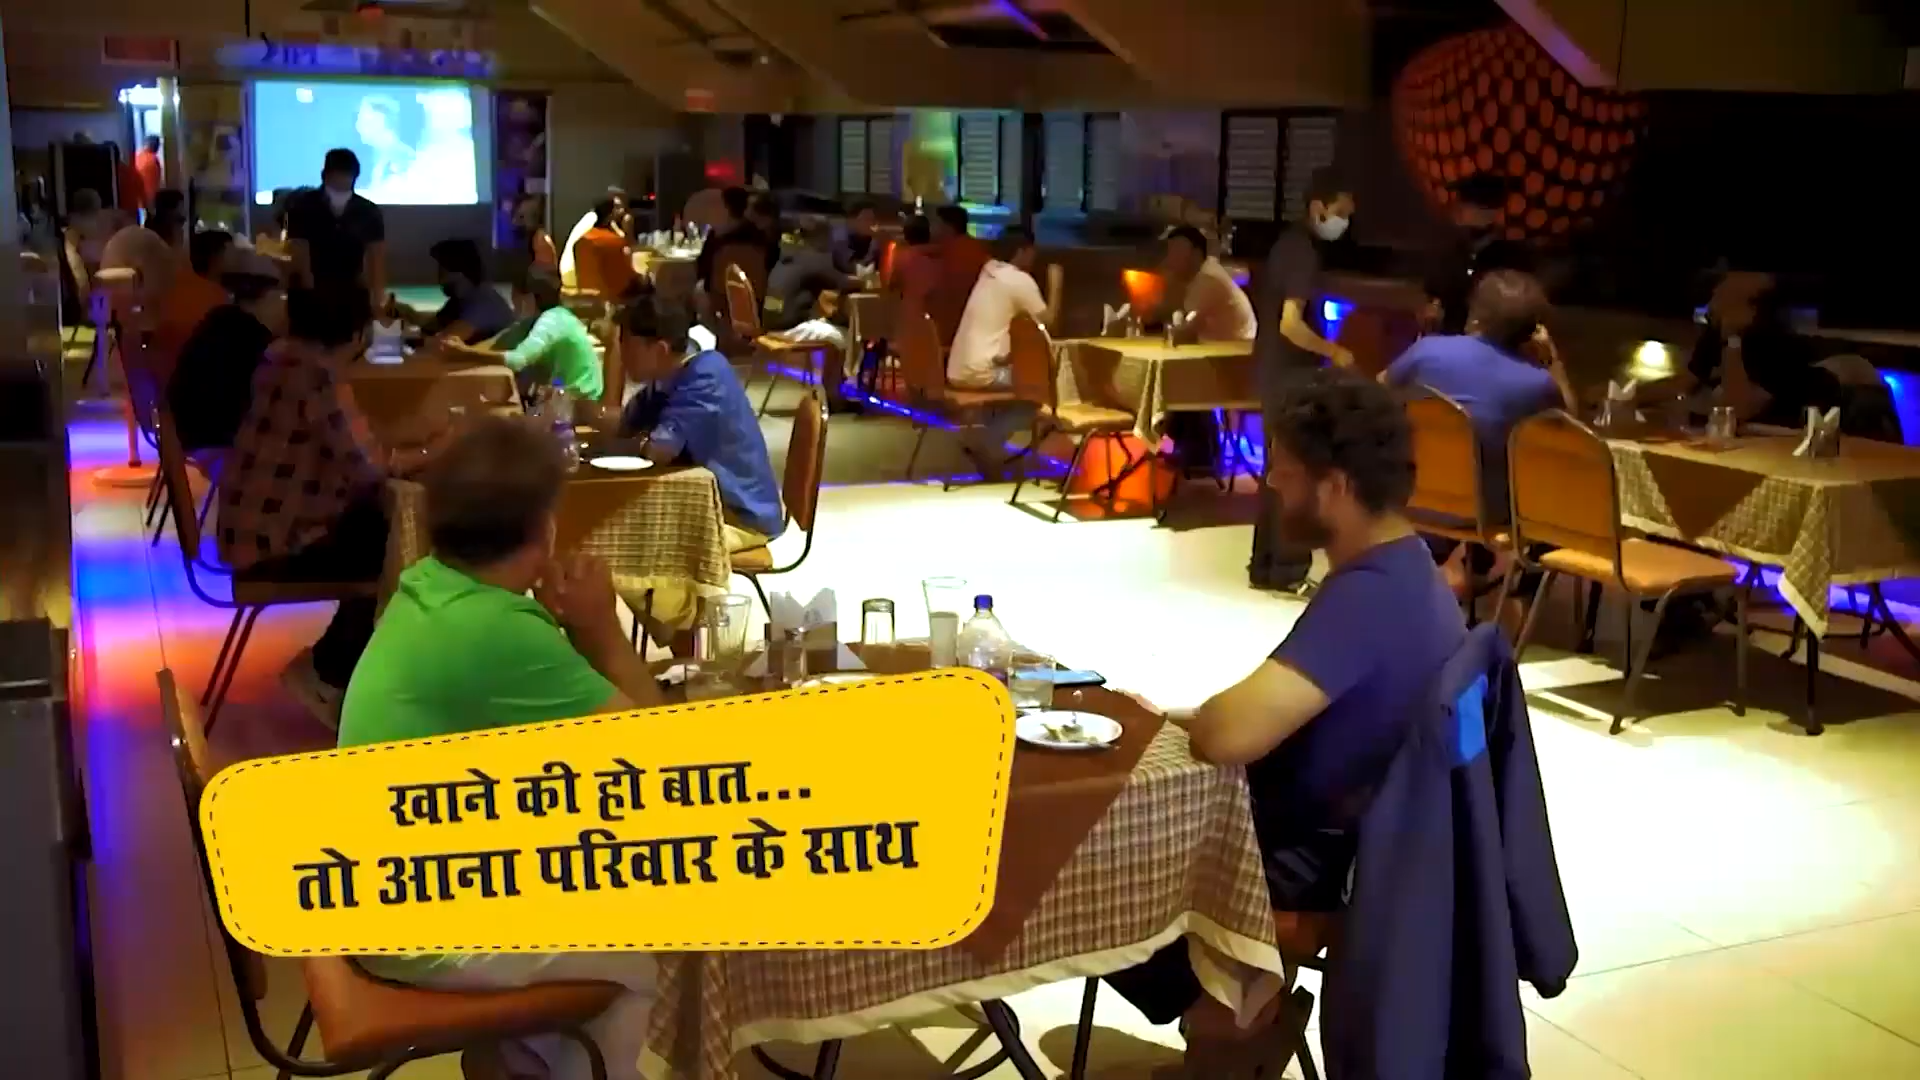 खाने की हो बात...
तो आना परिवार के साथ